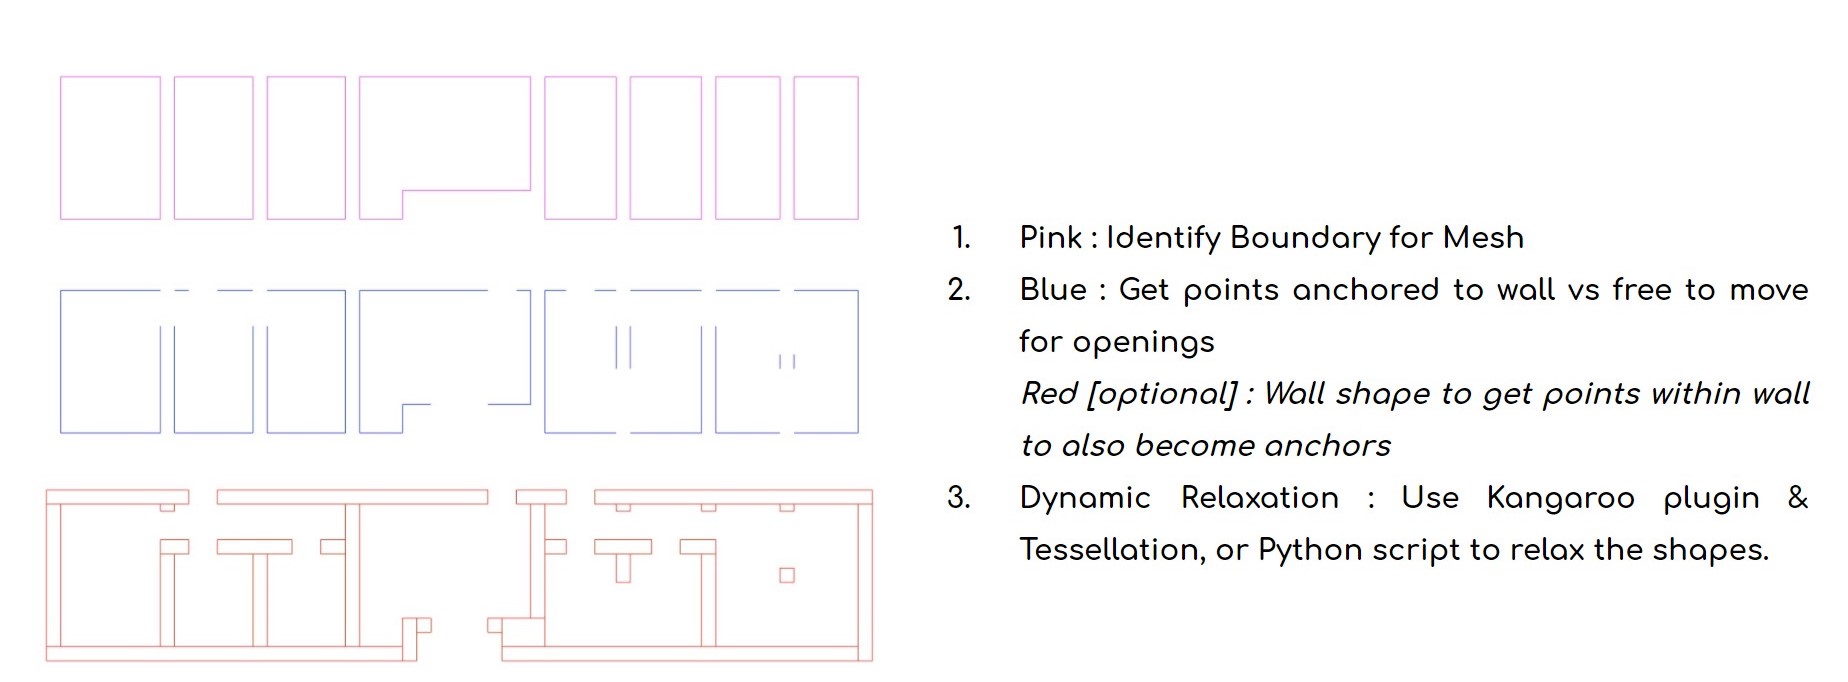 1. Pink : Identify Boundary for Mesh
2. Blue : Get points anchored to wall vs free to move
for openings
Red [optional] : Wall shape to get points within wall
to also become anchors
3. Dynamic Relaxation : Use Kangaroo plugin &
Tessellation, or Python script to relax the shapes.